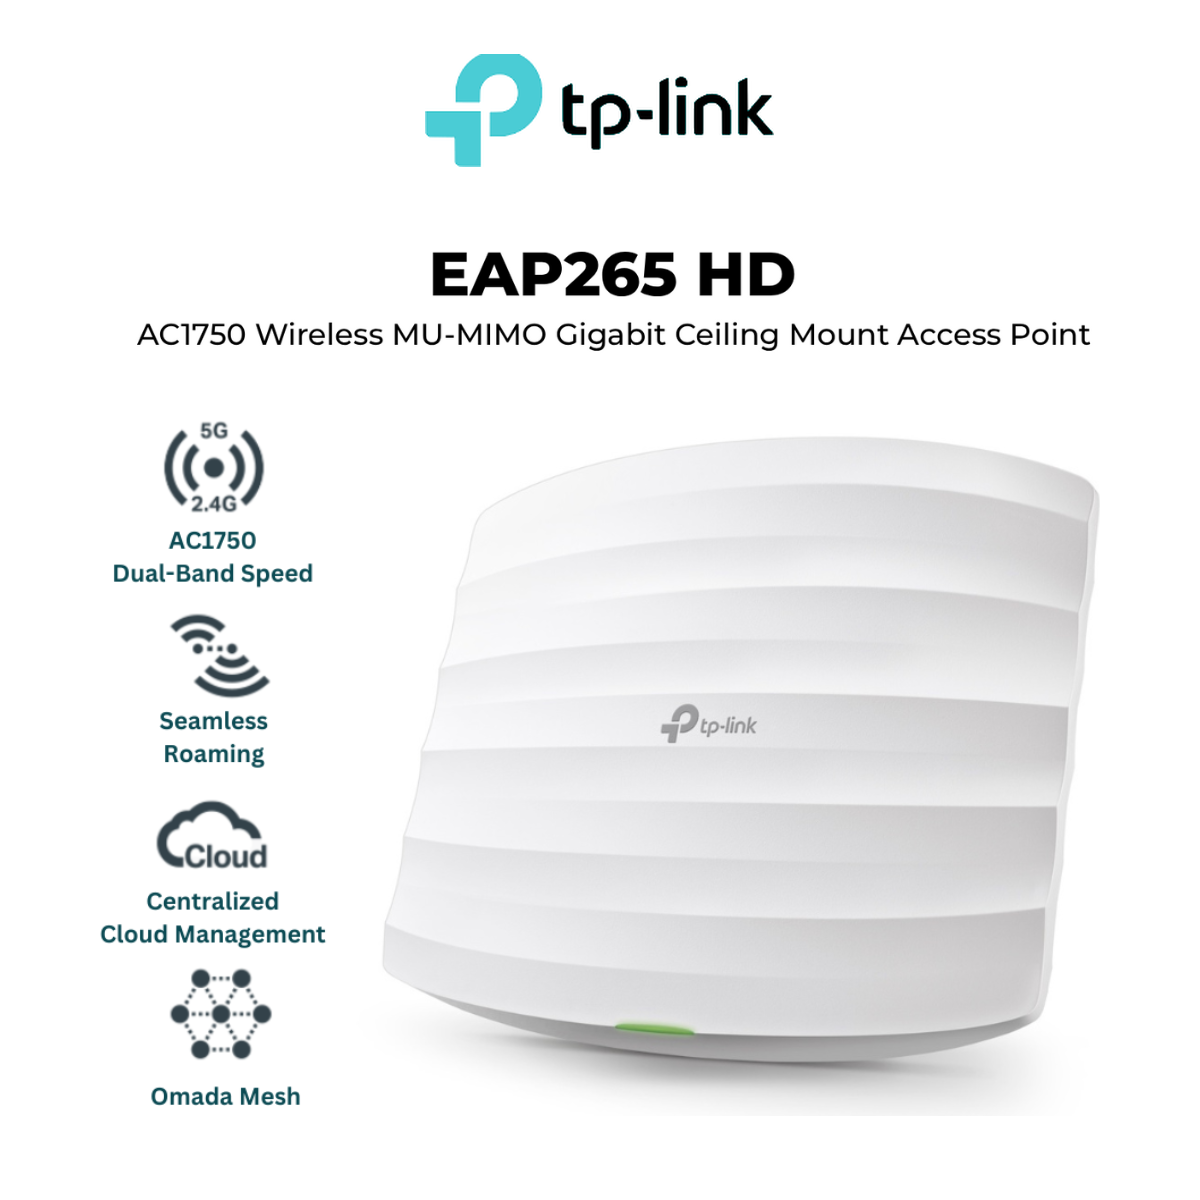 tp-link
EAP265 HD
AC1750 Wireless MU-MIMO Gigabit Ceiling Mount Access Point
5G
2.4G
AC1750
Dual-Band Speed
Seamless
Roaming
Cloud
Centralized
Cloud Management
Omada Mesh
tp-link